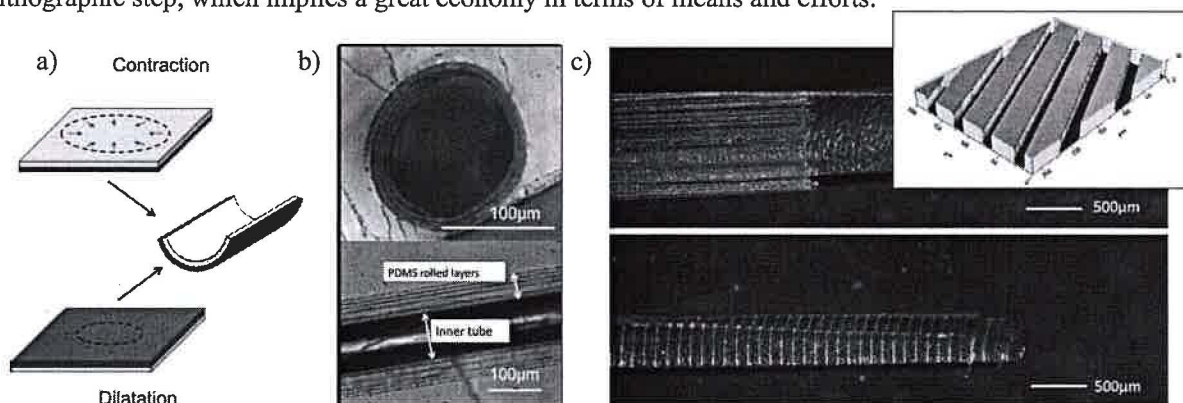 thographic step, which implies a great economy in terms of means and efforts.
a)
Contraction
Dilatation
b)
100µm
PDMS rolled layers
Inner tube
100µm
c)
500µm
500µm